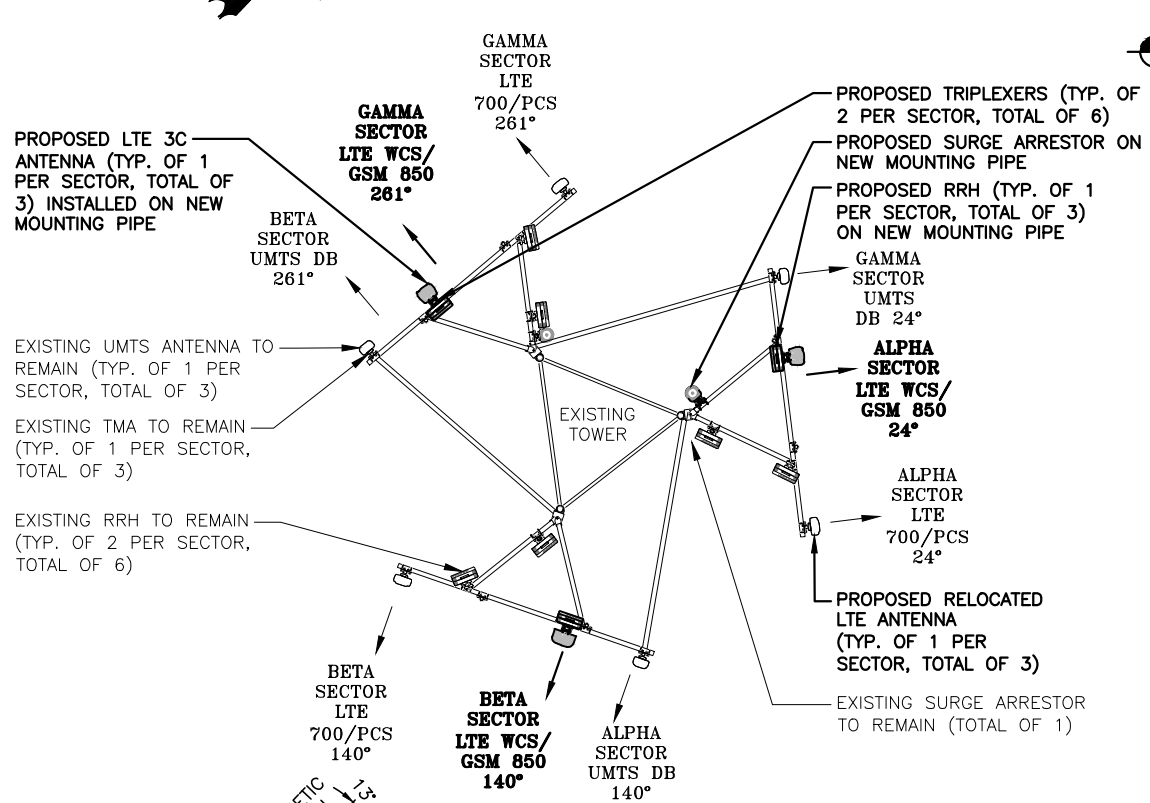 GAMMA
SECTOR
LTE
700/PCS
261°
GAMMA
SECTOR
LTE WCS/
GSM 850
261°
PROPOSED LTE 3C
ANTENNA (TYP. OF 1
PER SECTOR, TOTAL OF
3) INSTALLED ON NEW
MOUNTING PIPE
BETA
SECTOR
UMTS DB
261°
EXISTING UMTS ANTENNA TO
REMAIN (TYP. OF 1 PER
SECTOR, TOTAL OF 3)
EXISTING TMA TO REMAIN
(TYP. OF 1 PER SECTOR,
TOTAL OF 3)
EXISTING RRH TO REMAIN
(TYP. OF 2 PER SECTOR,
TOTAL OF 6)
EXISTING
TOWER
PROPOSED TRIPLEXERS (TYP. OF
2 PER SECTOR, TOTAL OF 6)
PROPOSED SURGE ARRESTOR ON
NEW MOUNTING PIPE
PROPOSED RRH (TYP. OF 1
PER SECTOR, TOTAL OF 3)
ON NEW MOUNTING PIPE
GAMMA
SECTOR
UMTS
DB 24°
ALPHA
SECTOR
LTE WCS/
GSM 850
24°
ALPHA
SECTOR
LTE
700/PCS
24°
PROPOSED RELOCATED
LTE ANTENNA
(TYP. OF 1 PER
SECTOR, TOTAL OF 3)
EXISTING SURGE ARRESTOR
TO REMAIN (TOTAL OF 1)
BETA
SECTOR
LTE
700/PCS
140°
BETA
SECTOR
LTE WCS/
GSM 850
140°
ALPHA
SECTOR
UMTS DB
140°
13°